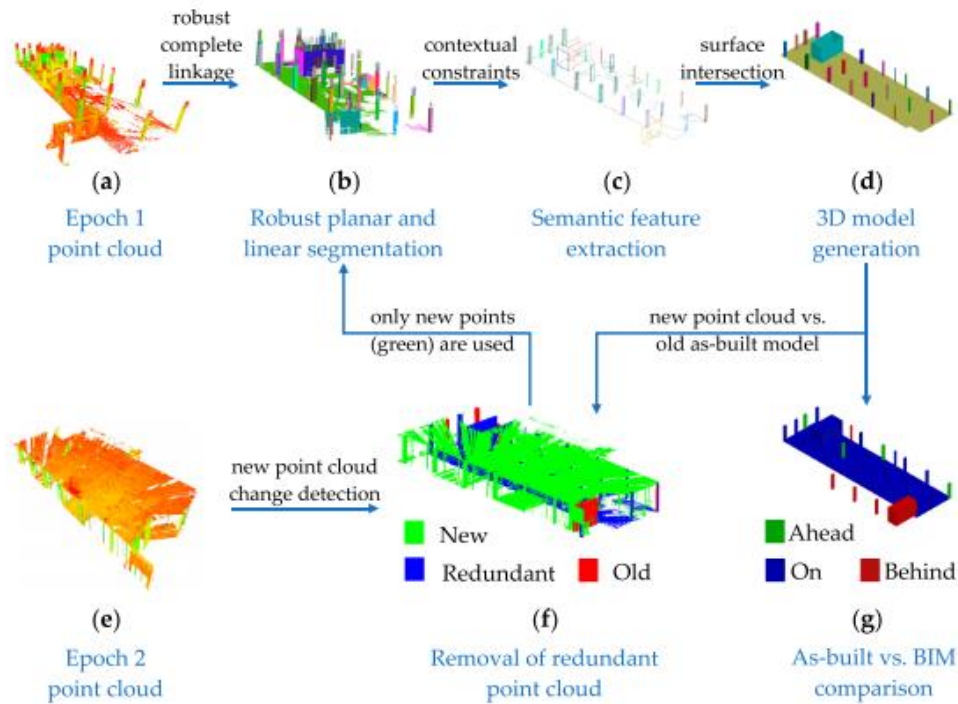 robust
complete
linkage
contextual
constraints
surface
intersection
(a)
(b)
(c)
(d)
Epoch 1
point cloud
Robust planar and
linear segmentation
Semantic feature
extraction
3D model
generation
only new points
(green) are used
new point cloud vs.
old as-built model
new point cloud
change detection
New
Redundant
Old
Ahead
On
Behind
(e)
(f)
(g)
Epoch 2
point cloud
Removal of redundant
point cloud
As-built vs. BIM
comparison